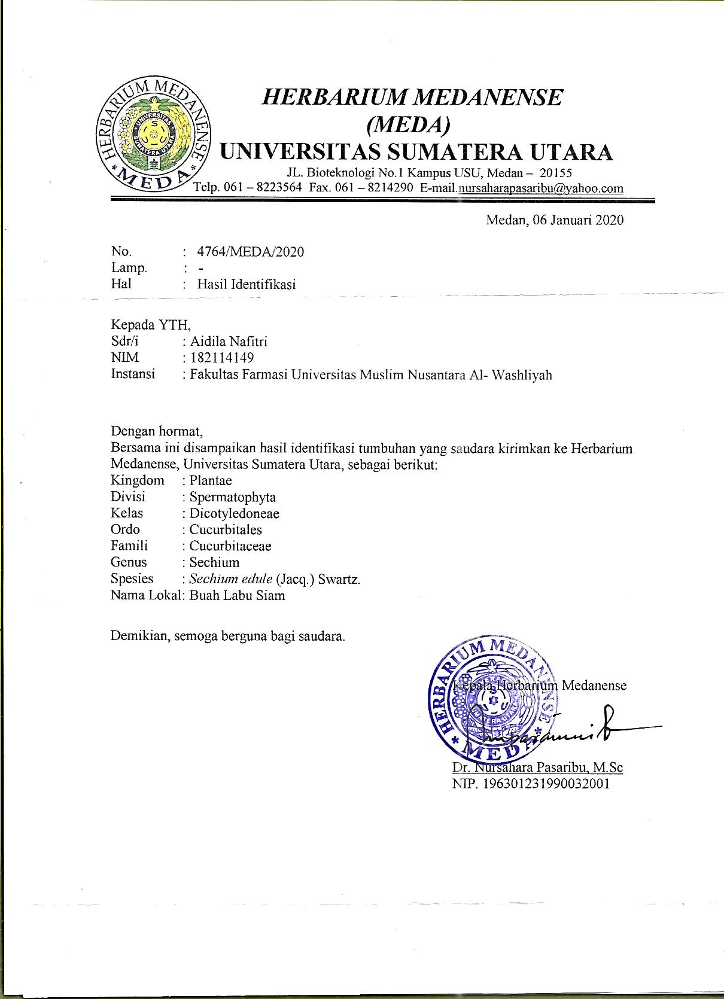 HERBARIUM MEDANENSE
MEDA
UNIVERSITAS
SUMATERA UTARA
HERBARIUM MEDANENSE
(MEDA)
UNIVERSITAS SUMATERA UTARA
JL. Bioteknologi No.1 Kampus USU, Medan – 20155
Telp. 061 – 8223564 Fax. 061 – 8214290 E-mail.nursaharapasaribu@yahoo.com
Medan, 06 Januari 2020
No. : 4764/MEDA/2020
Lamp. : -
Hal : Hasil Identifikasi
Kepada YTH,
Sdr/i : Aidila Nafitri
NIM : 182114149
Instansi : Fakultas Farmasi Universitas Muslim Nusantara Al- Washliyah
Dengan hormat,
Bersama ini disampaikan hasil identifikasi tumbuhan yang saudara kirimkan ke Herbarium
Medanense, Universitas Sumatera Utara, sebagai berikut:
Kingdom : Plantae
Divisi : Spermatophyta
Kelas : Dicotyledoneae
Ordo : Cucurbitales
Famili : Cucurbitaceae
Genus : Sechium
Spesies : Sechium edule (Jacq.) Swartz.
Nama Lokal: Buah Labu Siam
Demikian, semoga berguna bagi saudara.
HERBARIUM MEDANENSE
MEDA
Kepala Herbarium Medanense
Dr. Nursahara Pasaribu, M.Sc
NIP. 196301231990032001